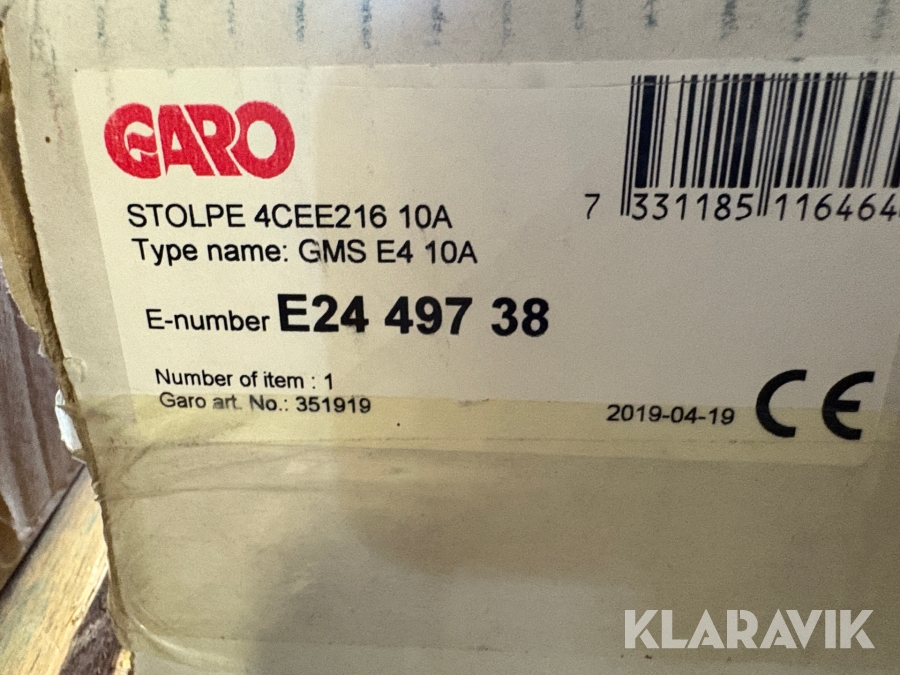 GARO
STOLPE 4CEE216 10A
Type name: GMS E4 10A
E-number E24 497 38
Number of item : 1
Garo art. No.: 351919
7 331185 116464
2019-04-19 CE
KLARAVIK